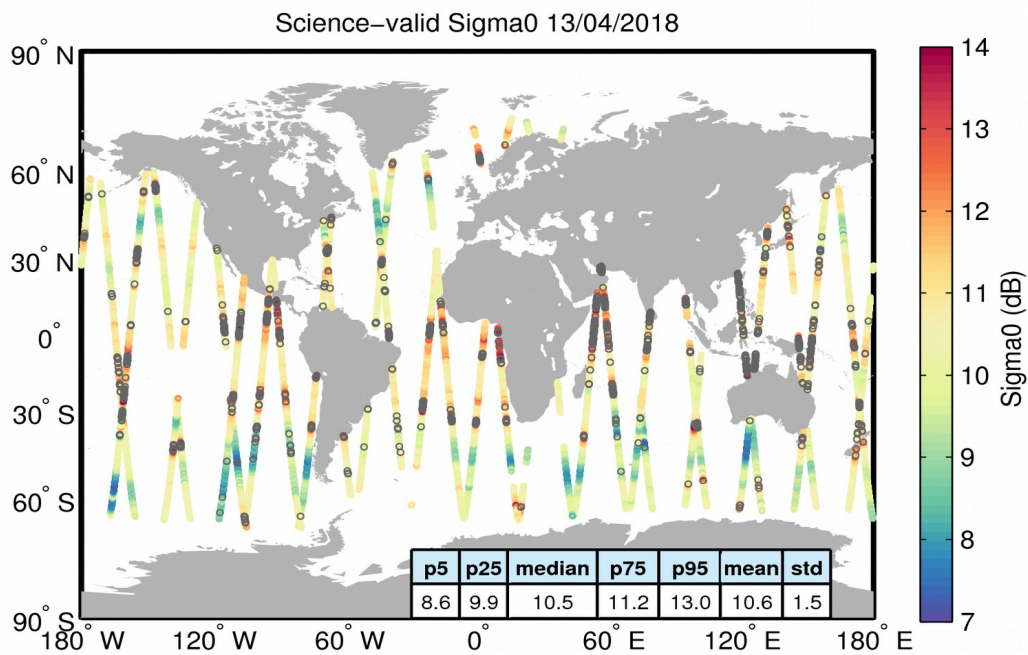 Science−valid Sigma0 13/04/2018
90° N
60° N
30° N
0°
30° S
60° S
90° S
180° W
120° W
60° W
0°
60° E
120° E
180° E
p5 p25 median p75 p95 mean std
8.6 9.9 10.5 11.2 13.0 10.6 1.5
14
13
12
11
10
9
8
7
Sigma0 (dB)